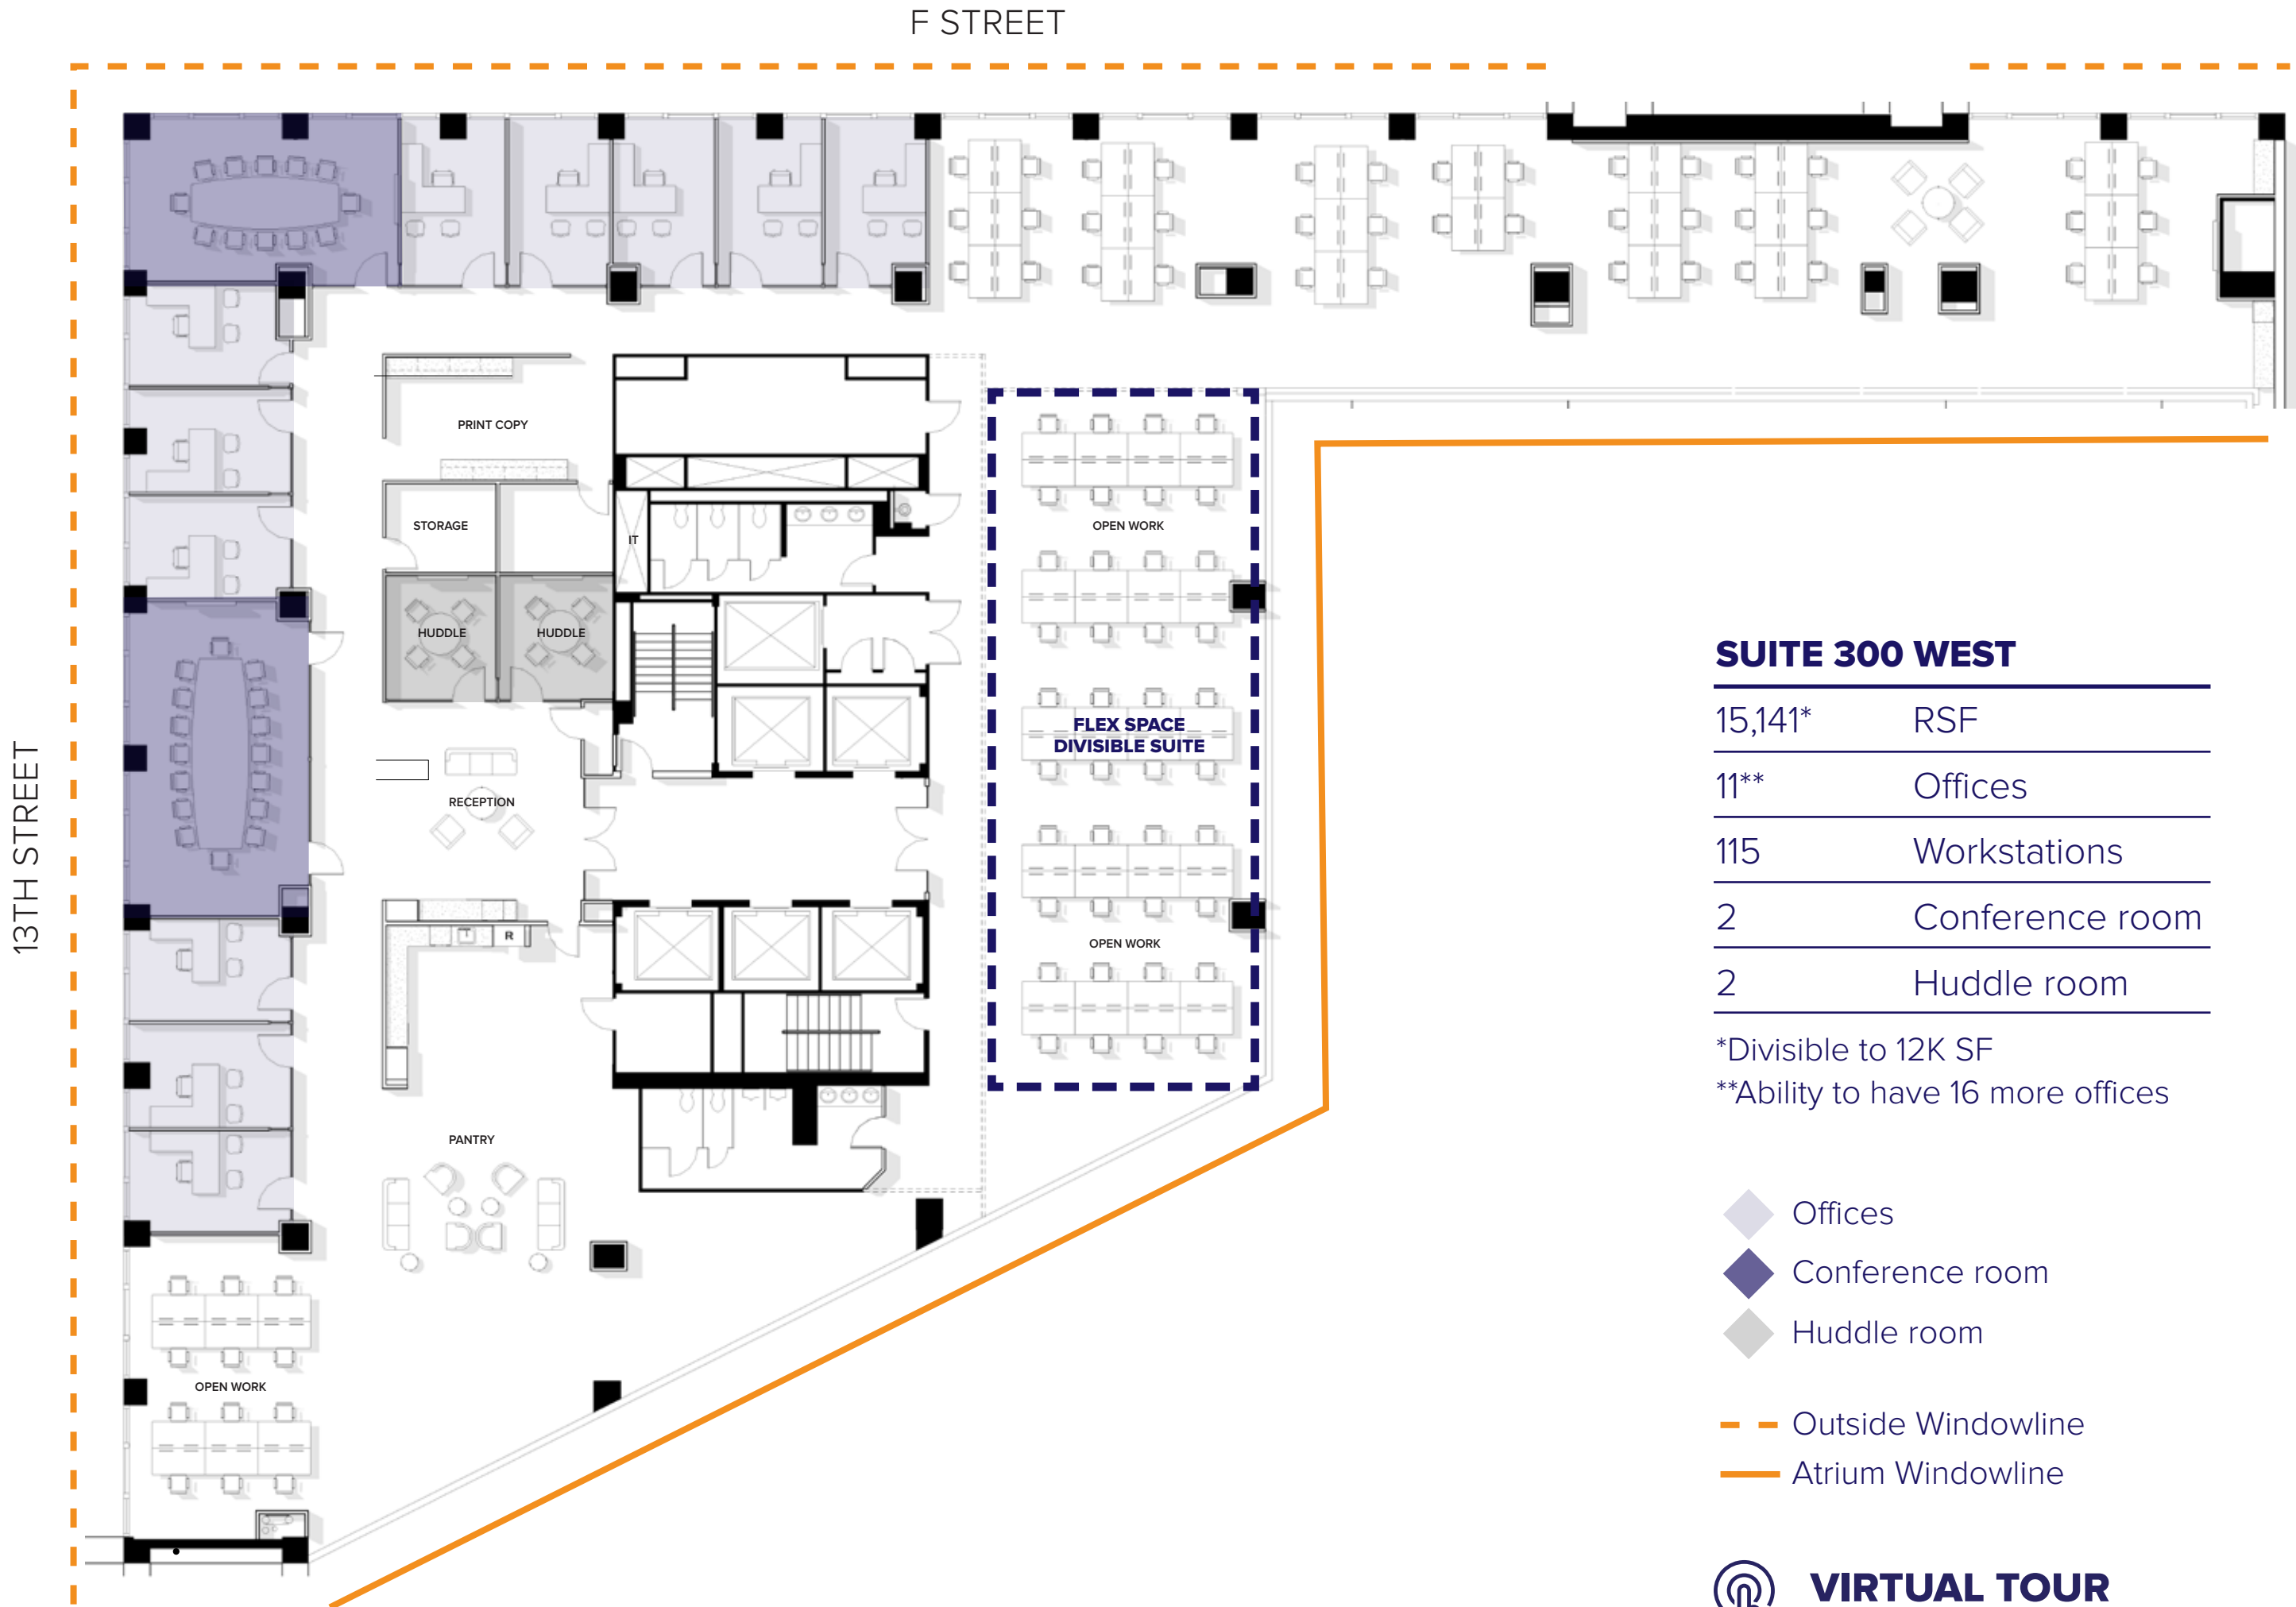 F STREET
13TH STREET
PRINT COPY
STORAGE
IT
HUDDLE
HUDDLE
OPEN WORK
FLEX SPACE
DIVISIBLE SUITE
RECEPTION
R
OPEN WORK
PANTRY
OPEN WORK
SUITE 300 WEST
15,141* RSF
11** Offices
115 Workstations
2 Conference room
2 Huddle room
*Divisible to 12K SF
**Ability to have 16 more offices
Offices
Conference room
Huddle room
Outside Windowline
Atrium Windowline
VIRTUAL TOUR